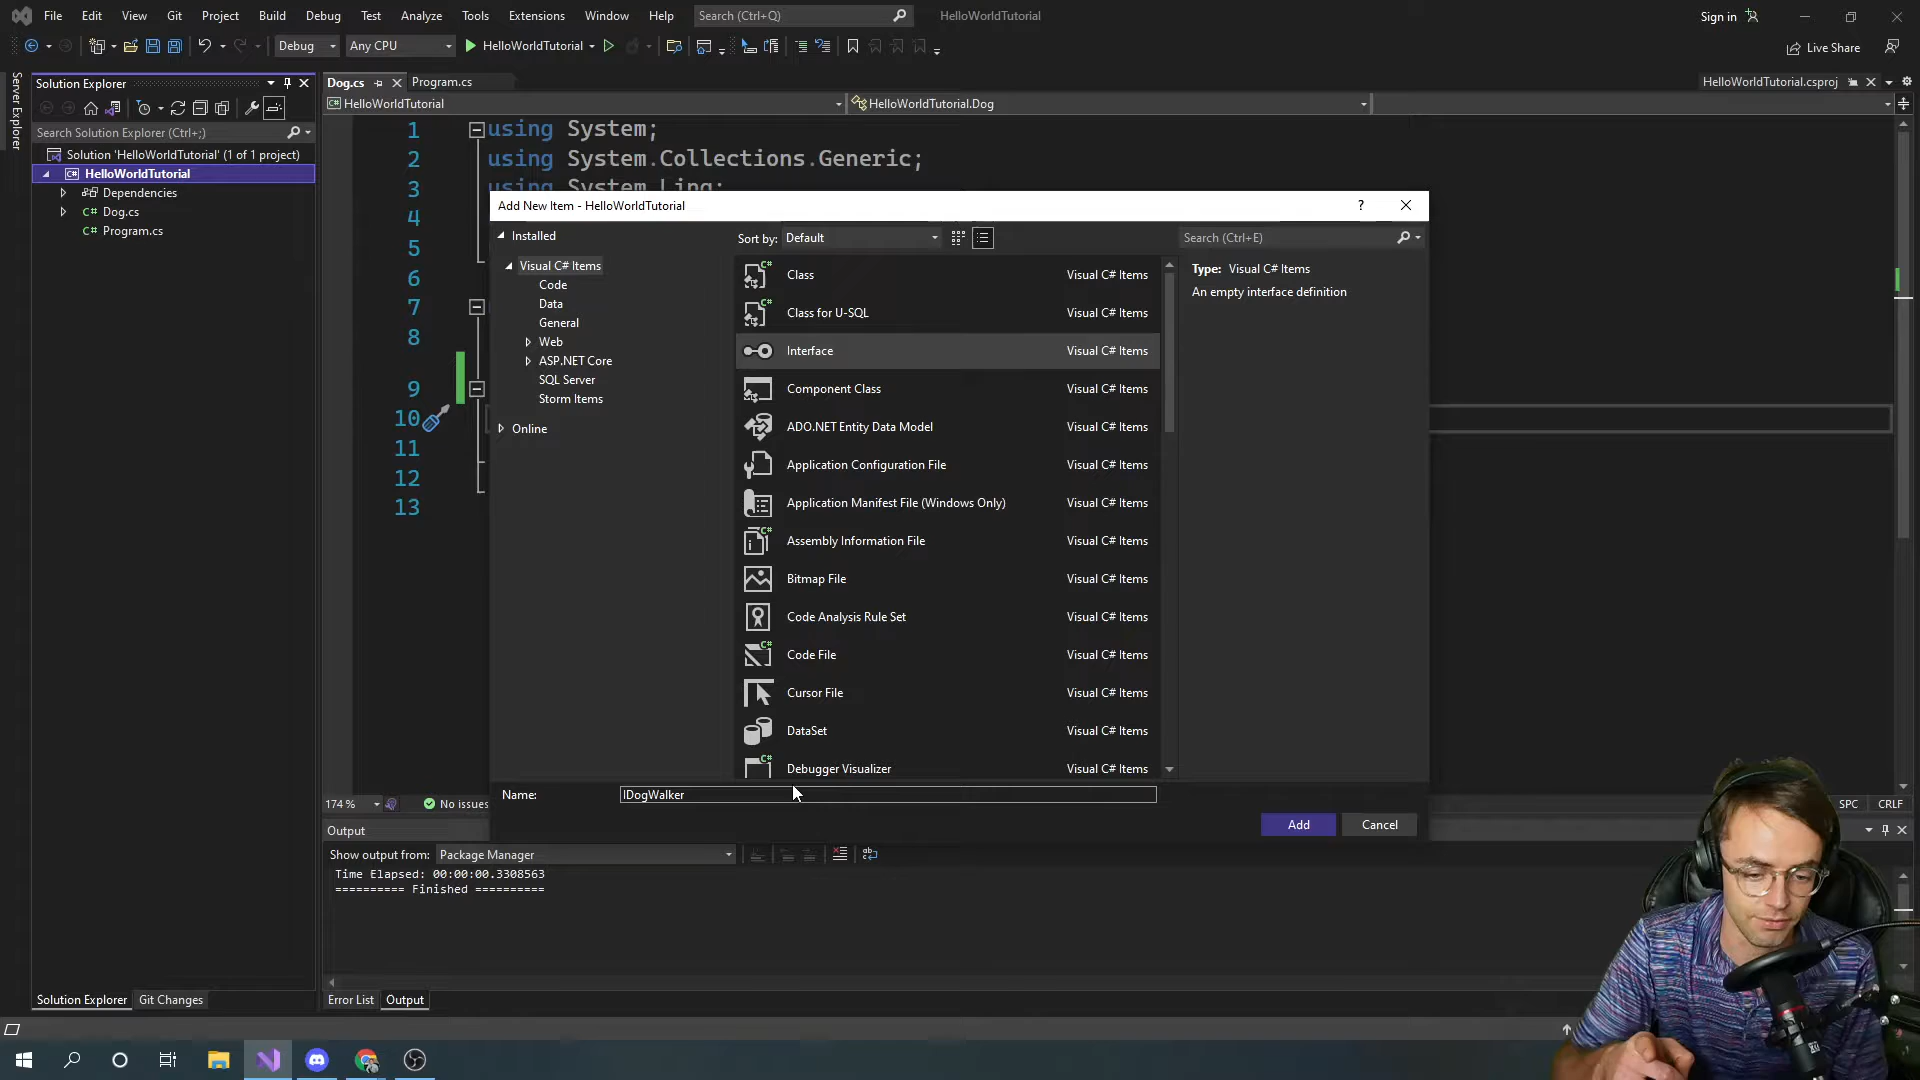 File Edit View Git Project Build Debug Test Analyze Tools Extensions Window Help Search (Ctrl+Q) HelloWorldTutorial Sign in
Debug Any CPU HelloWorldTutorial Live Share
Server Explorer
Solution Explorer
Search Solution Explorer (Ctrl+;)
Solution 'HelloWorldTutorial' (1 of 1 project)
HelloWorldTutorial
Dependencies
C# Dog.cs
C# Program.cs
Dog.cs Program.cs HelloWorldTutorial.csproj
HelloWorldTutorial HelloWorldTutorial.Dog
1 using System;
2 using System.Collections.Generic;
3 using System.Linq;
4
5
6
7
8
9
10
11
12
13
Add New Item - HelloWorldTutorial ?
Installed
Visual C# Items
Code
Data
General
Web
ASP.NET Core
SQL Server
Storm Items
Online
Sort by: Default
Search (Ctrl+E)
Class Visual C# Items
Class for U-SQL Visual C# Items
Interface Visual C# Items
Component Class Visual C# Items
ADO.NET Entity Data Model Visual C# Items
Application Configuration File Visual C# Items
Application Manifest File (Windows Only) Visual C# Items
Assembly Information File Visual C# Items
Bitmap File Visual C# Items
Code Analysis Rule Set Visual C# Items
Code File Visual C# Items
Cursor File Visual C# Items
DataSet Visual C# Items
Debugger Visualizer Visual C# Items
Type: Visual C# Items
An empty interface definition
Name: IDogWalker
Add Cancel
174 % No issues SPC CRLF
Output
Show output from: Package Manager
Time Elapsed: 00:00:00.3308563
========== Finished ==========
Solution Explorer Git Changes
Error List Output